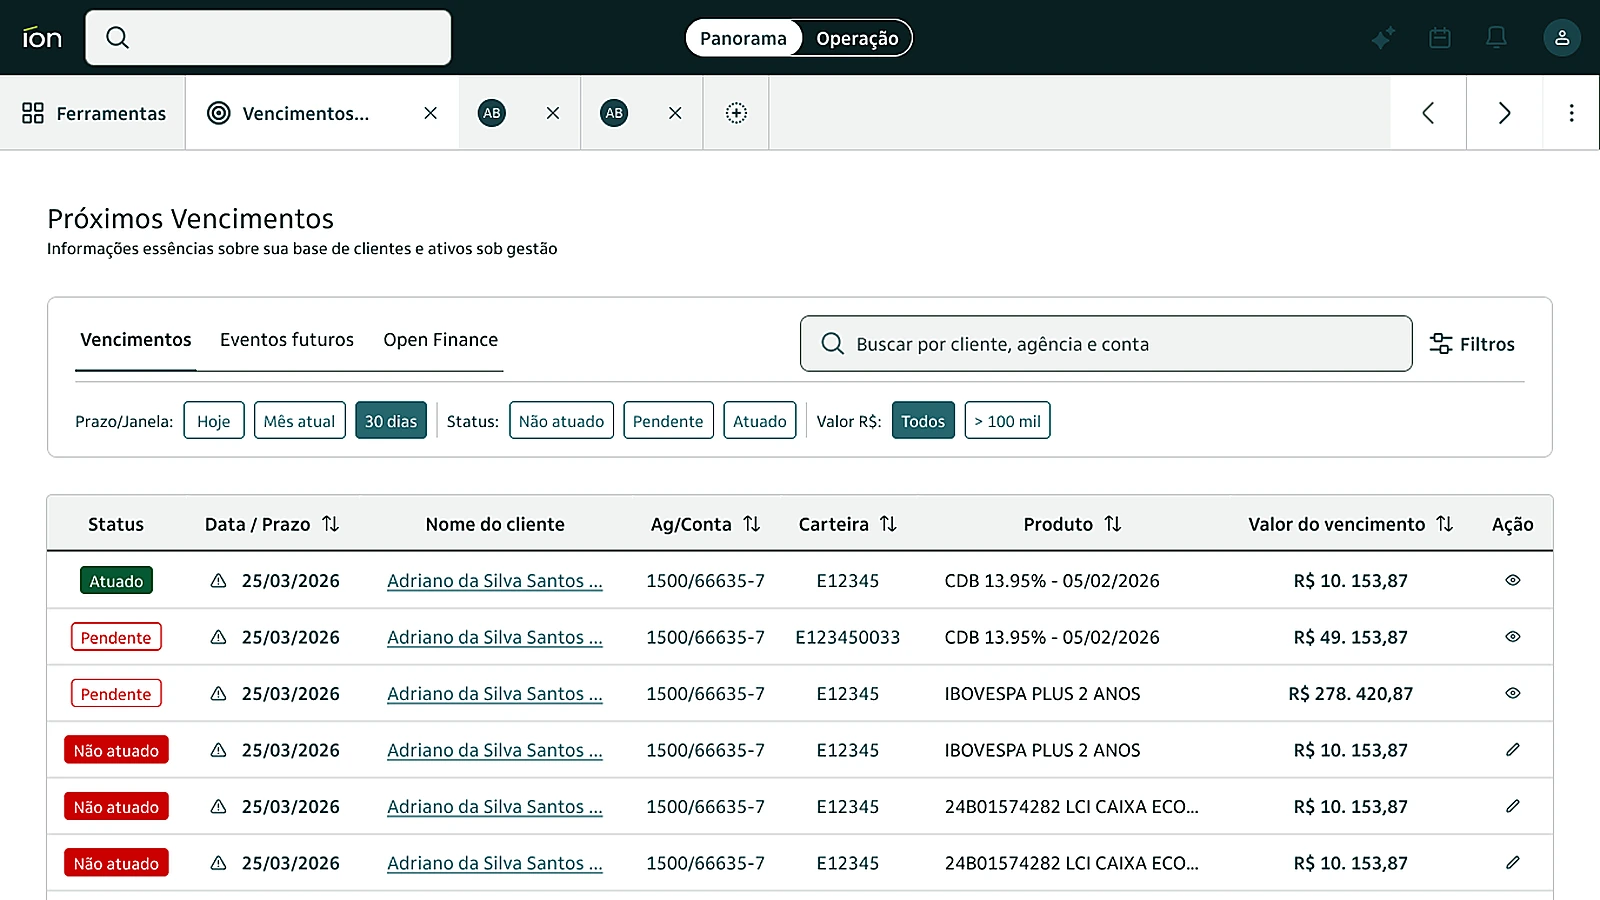 íon
Panorama Operação
Ferramentas Vencimentos... AB AB
Próximos Vencimentos
Informações essências sobre sua base de clientes e ativos sob gestão
Vencimentos Eventos futuros Open Finance Buscar por cliente, agência e conta Filtros
Prazo/Janela: Hoje Mês atual 30 dias Status: Não atuado Pendente Atuado Valor R$: Todos > 100 mil
Status Data / Prazo Nome do cliente Ag/Conta Carteira Produto Valor do vencimento Ação
Atuado 25/03/2026 Adriano da Silva Santos ... 1500/66635-7 E12345 CDB 13.95% - 05/02/2026 R$ 10. 153,87
Pendente 25/03/2026 Adriano da Silva Santos ... 1500/66635-7 E123450033 CDB 13.95% - 05/02/2026 R$ 49. 153,87
Pendente 25/03/2026 Adriano da Silva Santos ... 1500/66635-7 E12345 IBOVESPA PLUS 2 ANOS R$ 278. 420,87
Não atuado 25/03/2026 Adriano da Silva Santos ... 1500/66635-7 E12345 IBOVESPA PLUS 2 ANOS R$ 10. 153,87
Não atuado 25/03/2026 Adriano da Silva Santos ... 1500/66635-7 E12345 24B01574282 LCI CAIXA ECO... R$ 10. 153,87
Não atuado 25/03/2026 Adriano da Silva Santos ... 1500/66635-7 E12345 24B01574282 LCI CAIXA ECO... R$ 10. 153,87